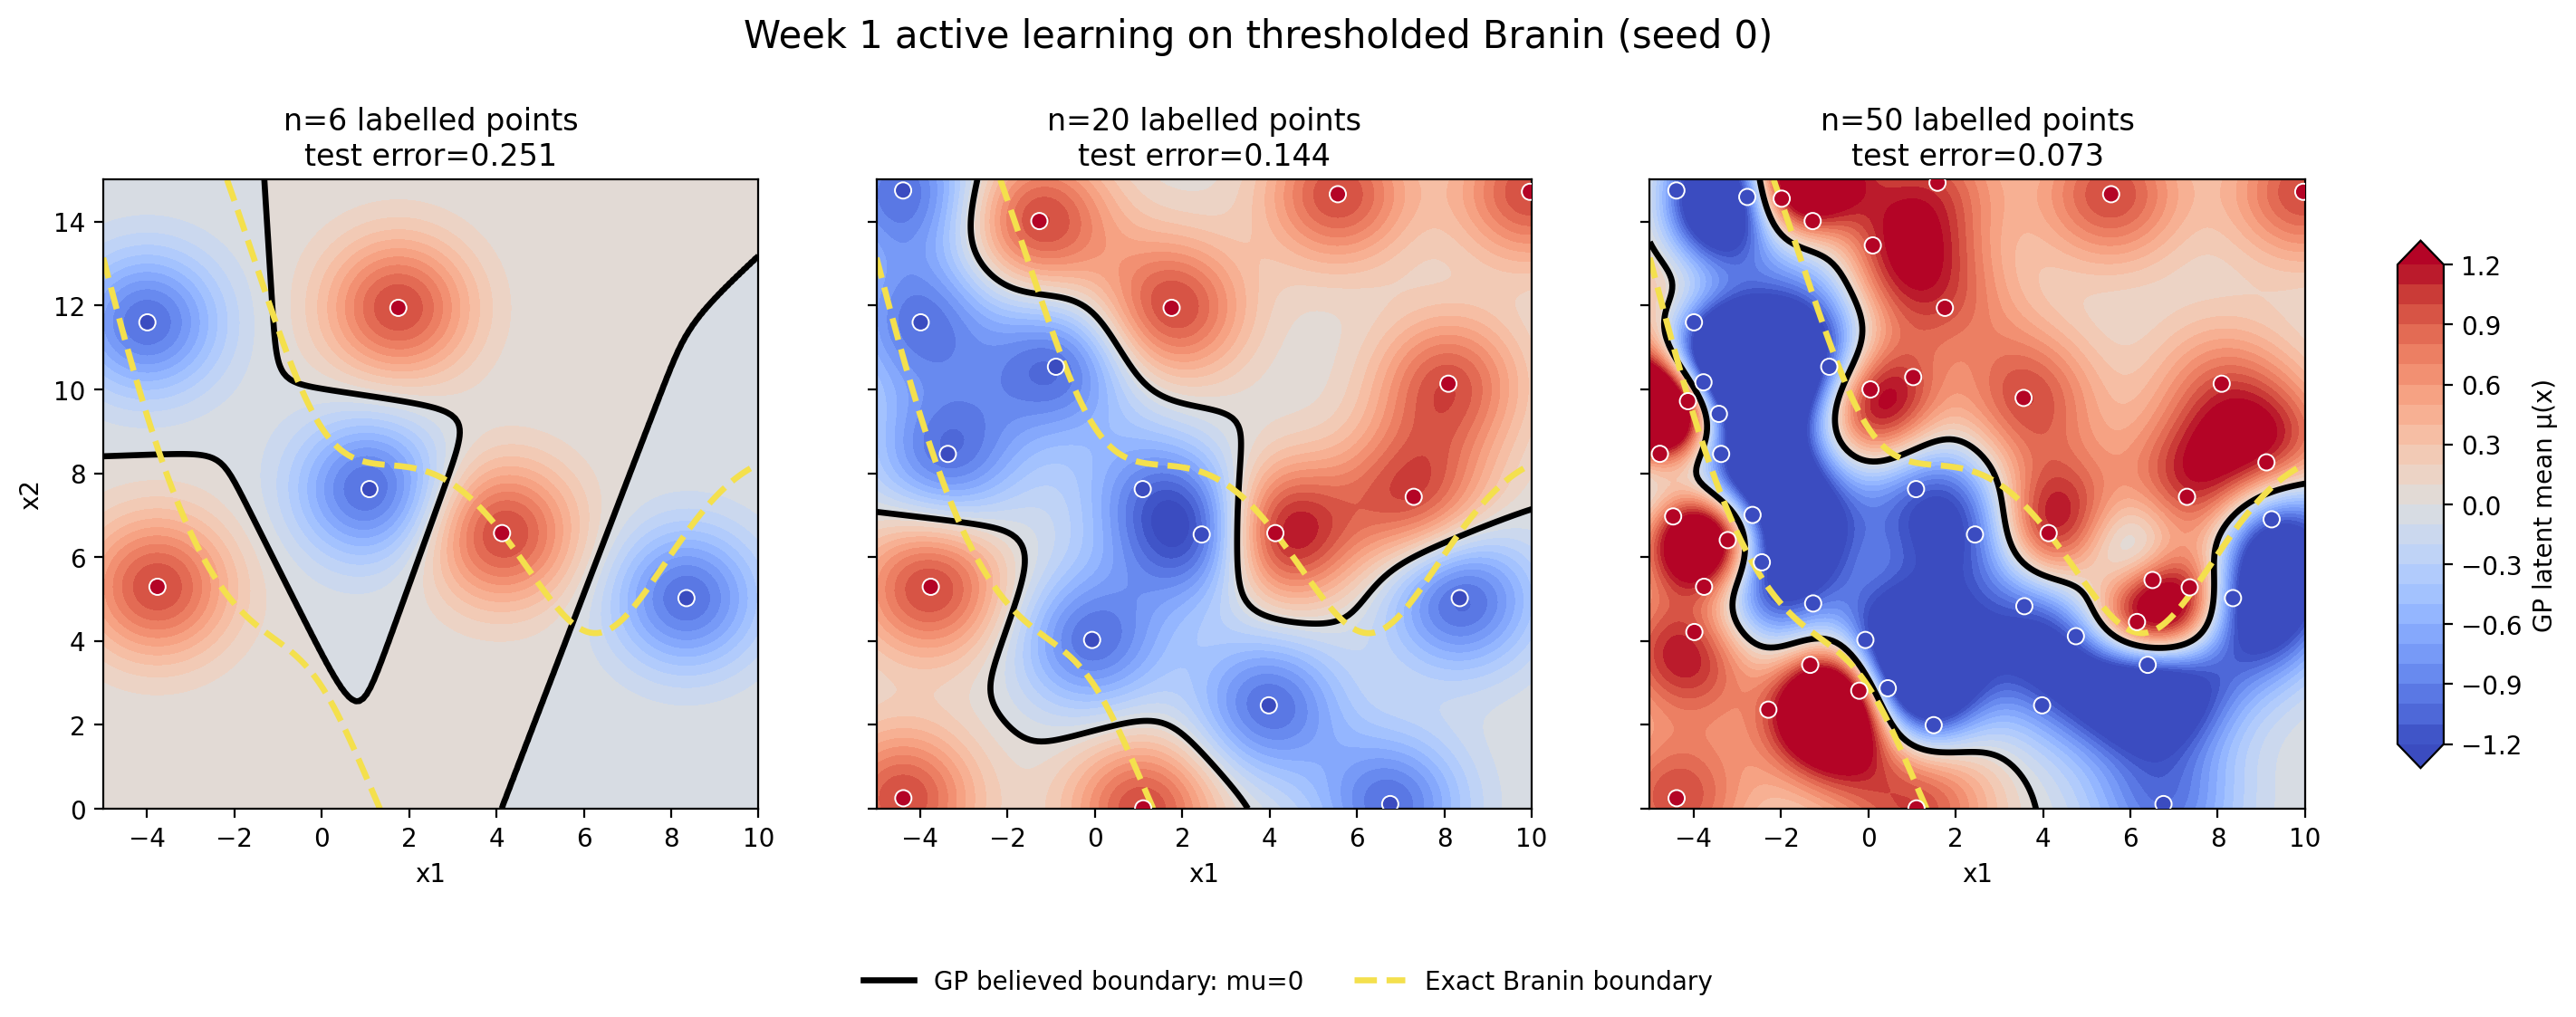 Week 1 active learning on thresholded Branin (seed 0)
n=6 labelled points
test error=0.251
n=20 labelled points
test error=0.144
n=50 labelled points
test error=0.073
14
12
10
8
6
4
2
0
x2
−4 −2 0 2 4 6 8 10
x1
−4 −2 0 2 4 6 8 10
x1
−4 −2 0 2 4 6 8 10
x1
1.2
0.9
0.6
0.3
0.0
−0.3
−0.6
−0.9
−1.2
GP latent mean μ(x)
GP believed boundary: mu=0
Exact Branin boundary